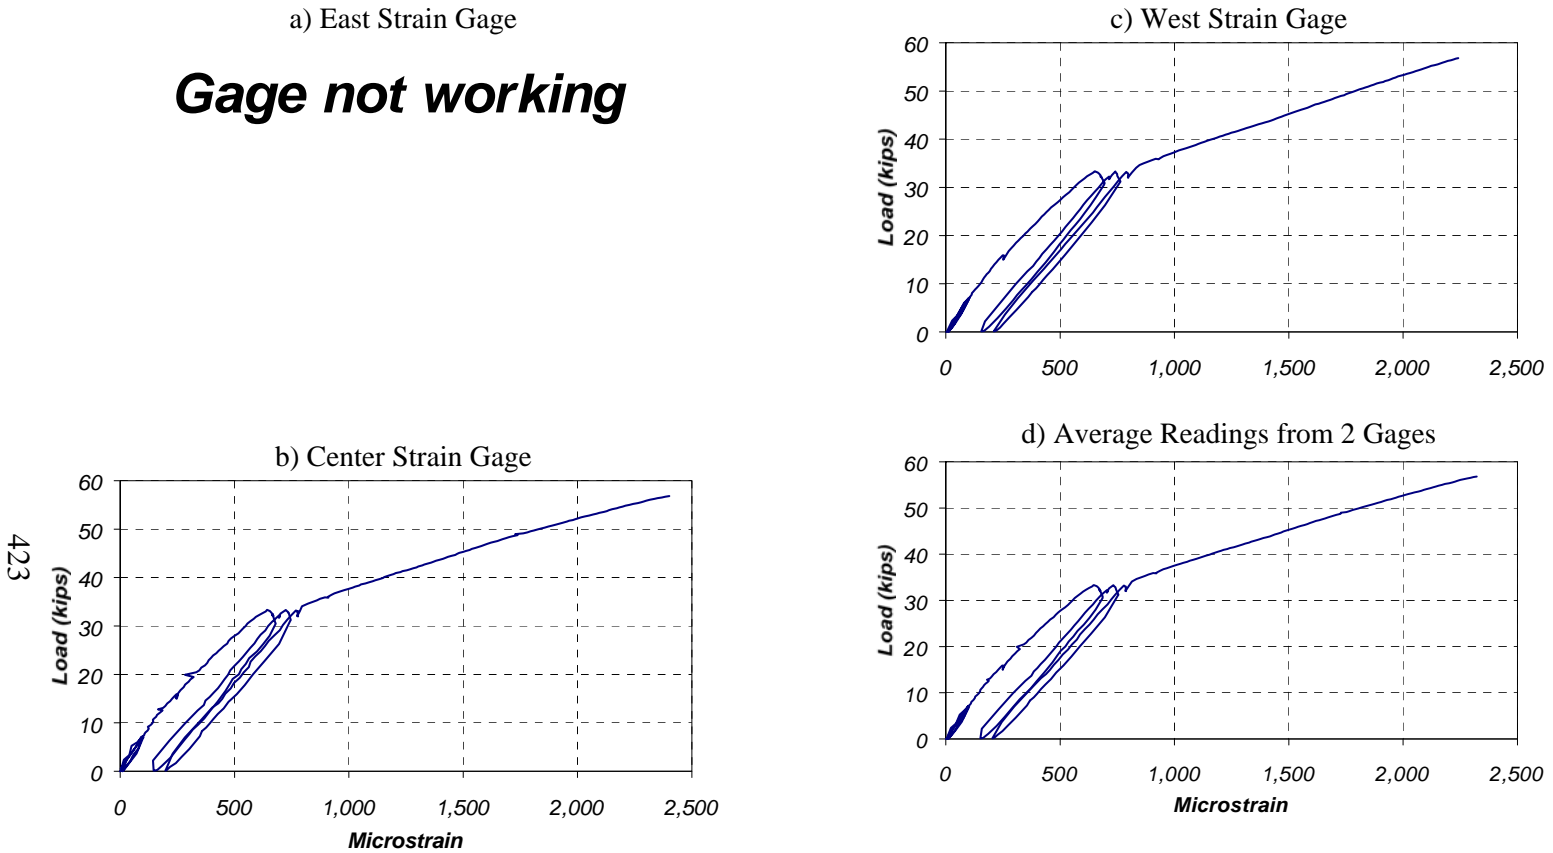 a) East Strain Gage
Gage not working
c) West Strain Gage
60
50
40
30
20
10
0
Load (kips)
0 500 1,000 1,500 2,000 2,500
b) Center Strain Gage
60
50
40
30
20
10
0
Load (kips)
0 500 1,000 1,500 2,000 2,500
Microstrain
d) Average Readings from 2 Gages
60
50
40
30
20
10
0
Load (kips)
0 500 1,000 1,500 2,000 2,500
Microstrain
423